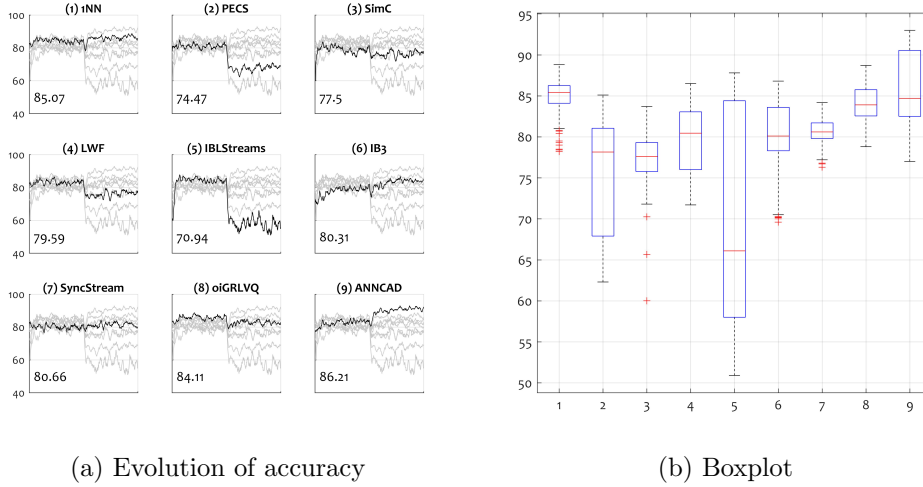 (1) 1NN (2) PECS (3) SimC
100
80
60
40
85.07 74.47 77.5
(4) LWF (5) IBLStreams (6) IB3
100
80
60
40
79.59 70.94 80.31
(7) SyncStream (8) oiGRLVQ (9) ANNCAD
100
80
60
40
80.66 84.11 86.21
(a) Evolution of accuracy
95
90
85
80
75
70
65
60
55
50
1 2 3 4 5 6 7 8 9
(b) Boxplot